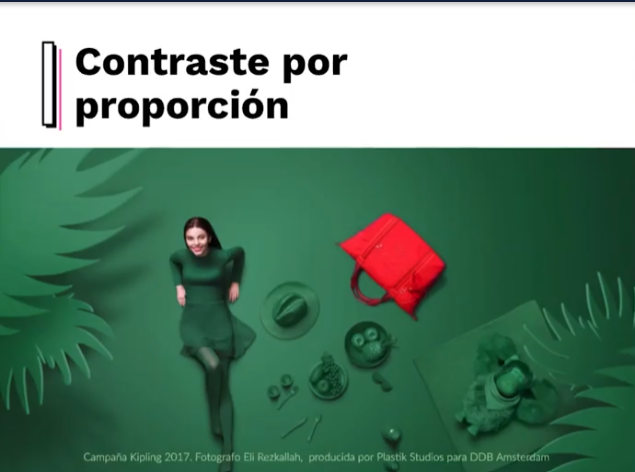 Contraste por
proporción
Campaña Kipling 2017. Fotografo Eli Rezkallah, producida por Plastik Studios para DDB Amsterdam